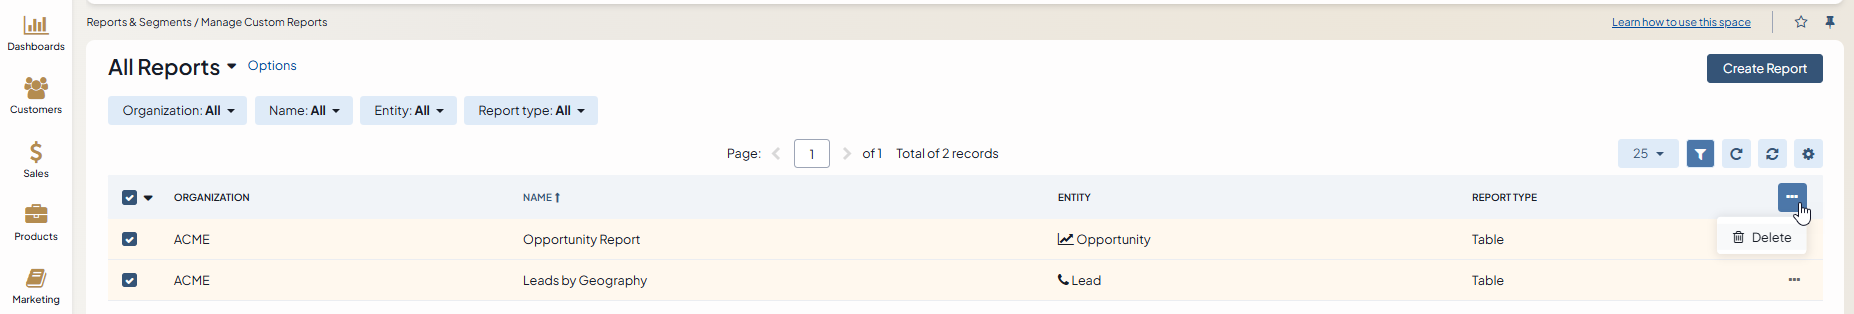 Dashboards
Customers
Sales
Products
Marketing
Reports & Segments / Manage Custom Reports
Learn how to use this space
All Reports Options
Create Report
Organization: All Name: All Entity: All Report type: All
Page: 1 of 1 Total of 2 records 25
ORGANIZATION NAME ENTITY REPORT TYPE
ACME Opportunity Report Opportunity Table
Delete
ACME Leads by Geography Lead Table